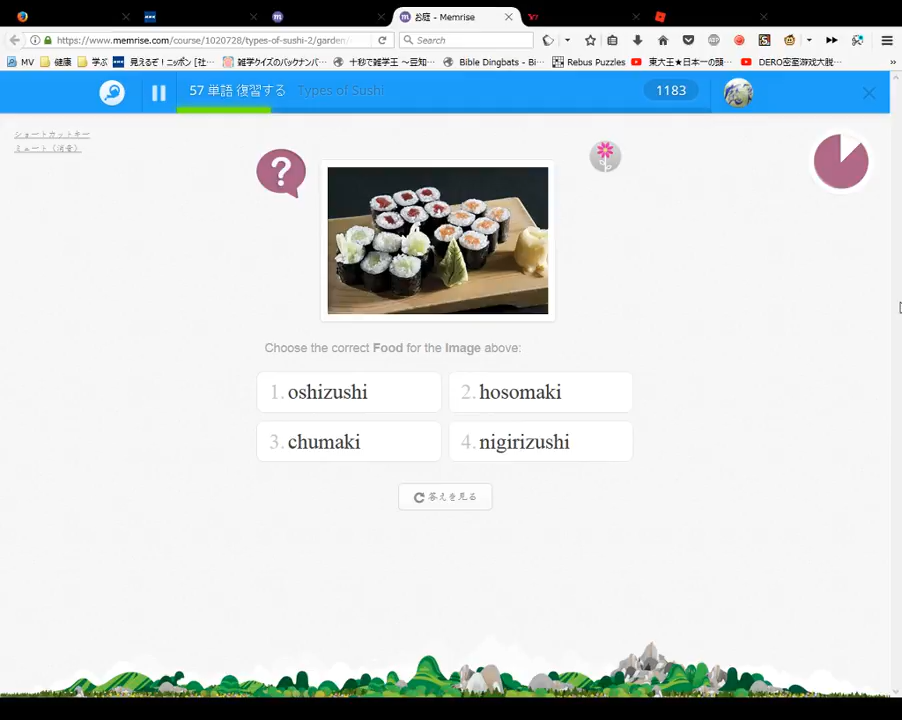 お庭 - Memrise
https://www.memrise.com/course/1020728/types-of-sushi-2/garden/
Search
MV
健康
学ぶ
見えるぞ!ニッポン [社…
雑学クイズのバックナンバ…
十秒で雑学王 ～豆知…
Bible Dingbats - Bi…
Rebus Puzzles
東大王★日本一の頭…
DERO密室游戏大脱…
57 単語 復習する Types of Sushi
1183
ショートカットキー
ミュート（消音）
?
Choose the correct Food for the Image above:
1. oshizushi
2. hosomaki
3. chumaki
4. nigirizushi
答えを見る